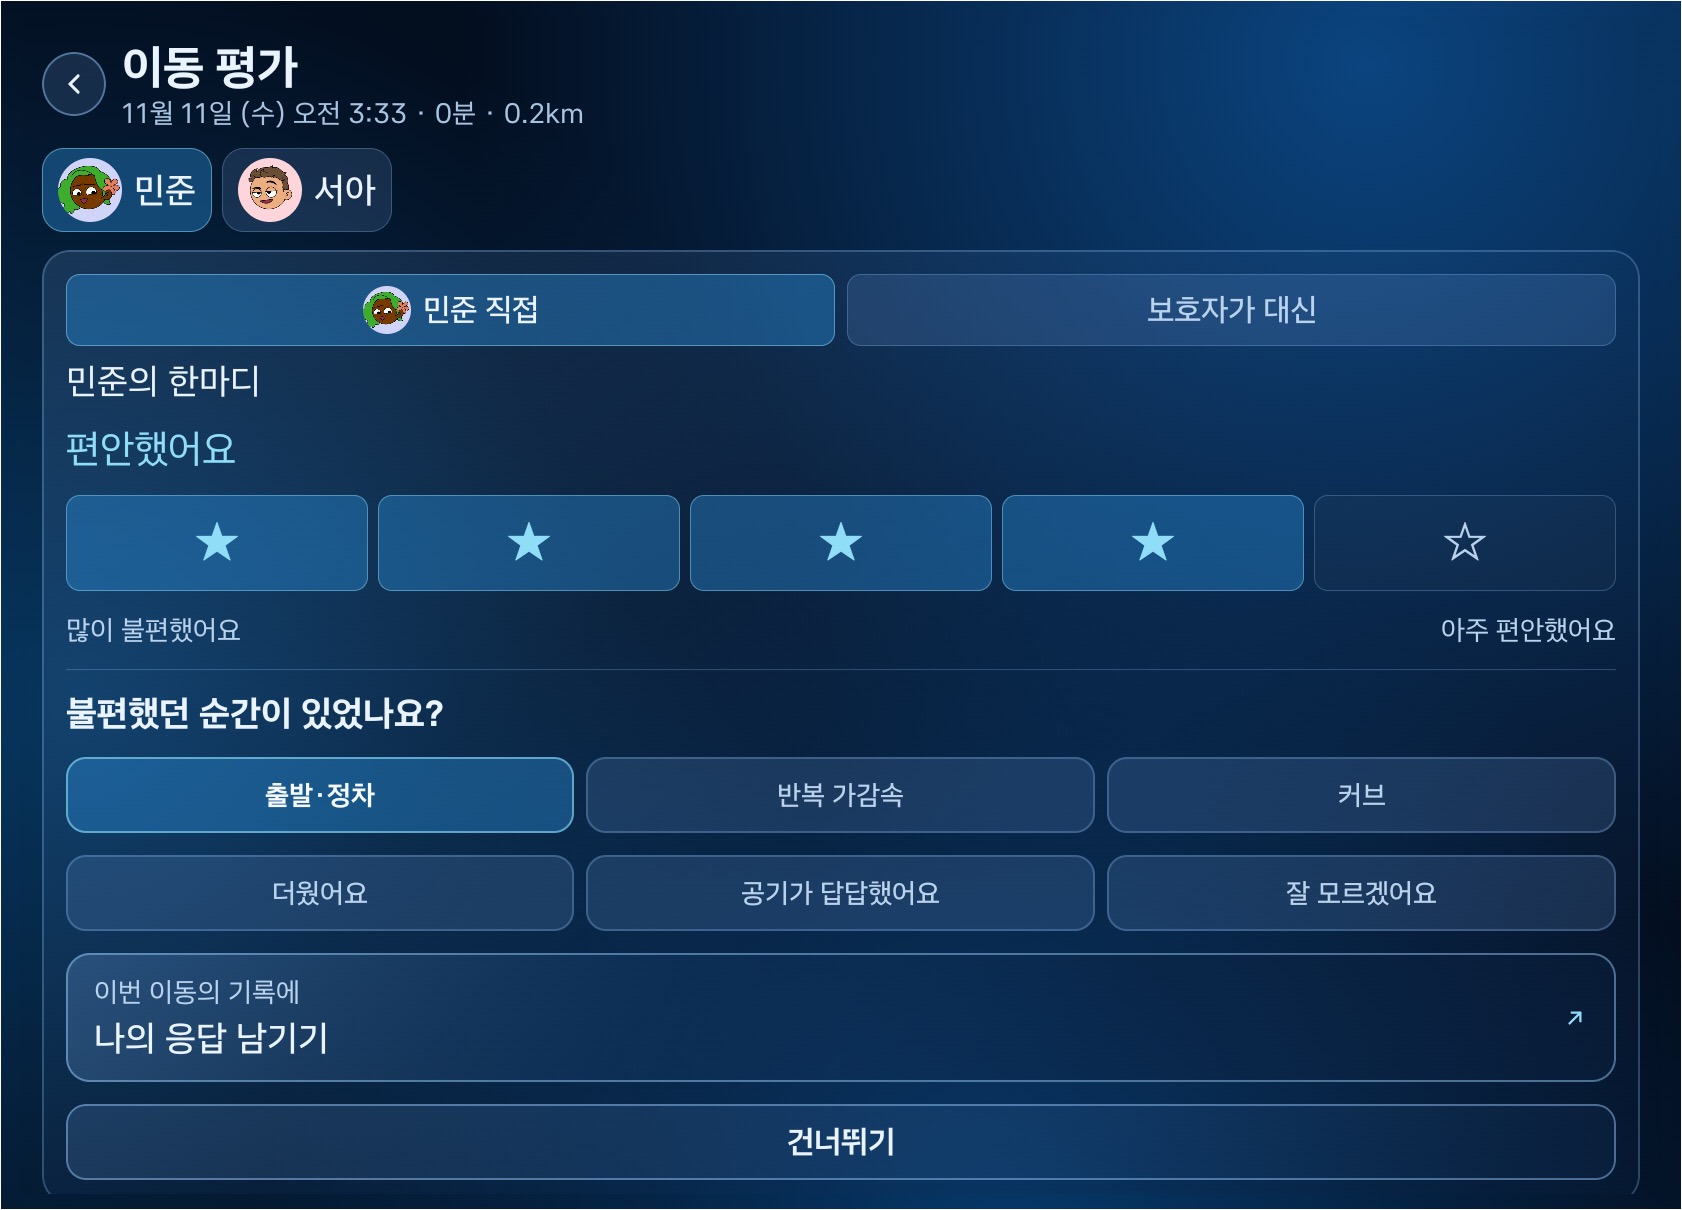 이동 평가
11월 11일 (수) 오전 3:33 · 0분 · 0.2km
민준
서아
민준 직접
보호자가 대신
민준의 한마디
편안했어요
많이 불편했어요
아주 편안했어요
불편했던 순간이 있었나요?
출발·정차
반복 가감속
커브
더웠어요
공기가 답답했어요
잘 모르겠어요
이번 이동의 기록에
나의 응답 남기기
건너뛰기